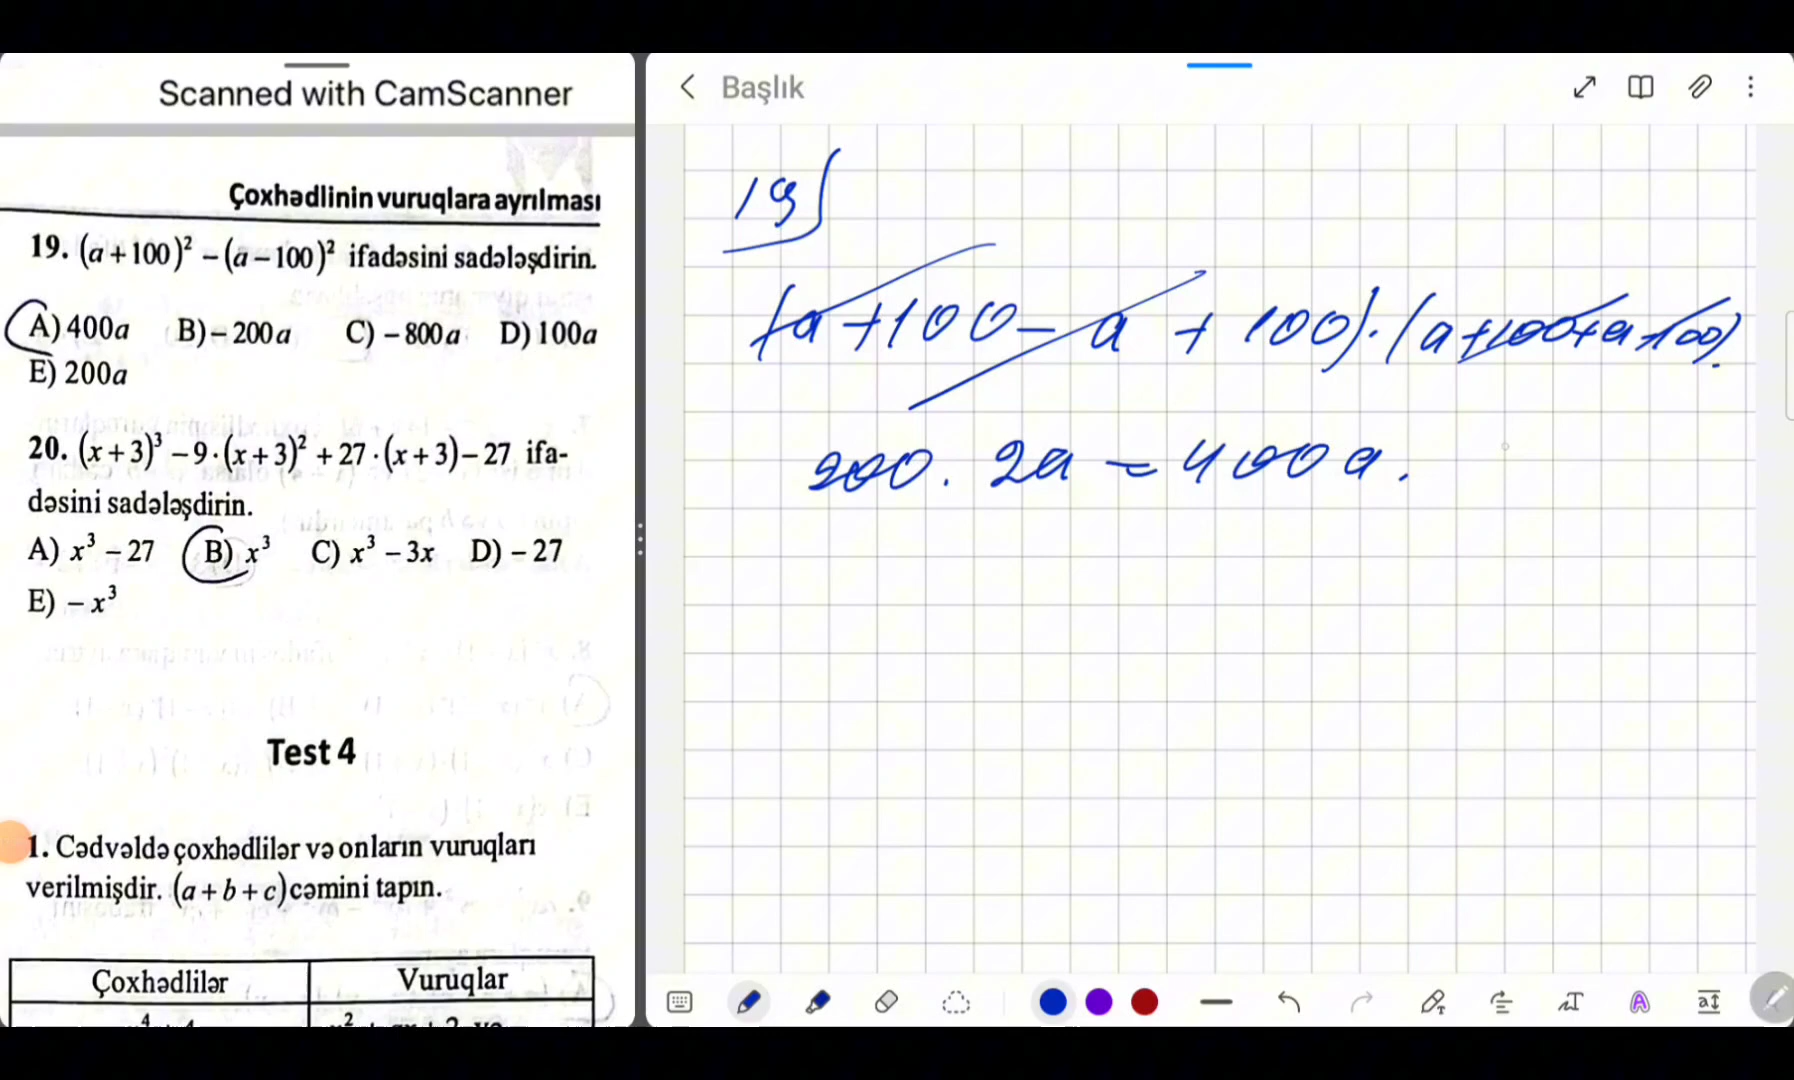 Scanned with CamScanner
Çoxhədlinin vuruqlara ayrılması
19. (a+100)² – (a–100)² ifadəsini sadələşdirin.
A) 400a B) – 200a C) – 800a D) 100a
E) 200a
20. (x+3)³ – 9·(x+3)² + 27·(x+3) – 27 ifa-
dəsini sadələşdirin.
A) x³ – 27 B) x³ C) x³ – 3x D) – 27
E) – x³
Test 4
1. Cədvəldə çoxhədlilər və onların vuruqları
verilmişdir. (a+b+c) cəmini tapın.
Çoxhədlilər Vuruqlar
Başlık
19)
(a+100–a+100)·(a+100+a–100).
200. 2a = 400a.